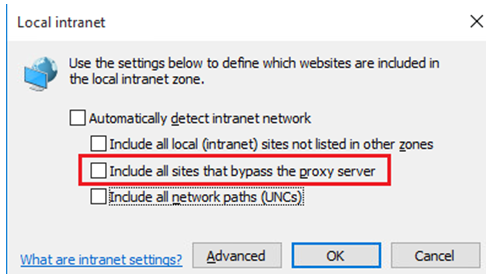 Local intranet
Use the settings below to define which websites are included in
the local intranet zone.
Automatically detect intranet network
Include all local (intranet) sites not listed in other zones
Include all sites that bypass the proxy server
Include all network paths (UNCs)
What are intranet settings?
Advanced
OK
Cancel